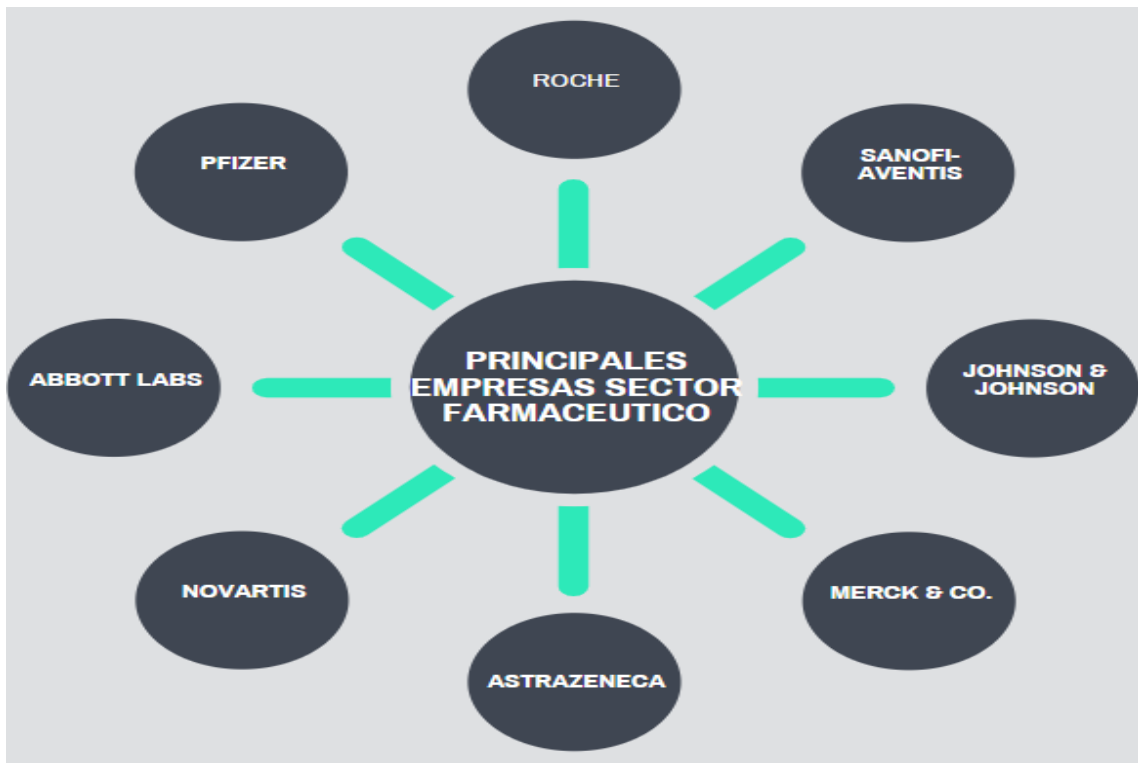 ROCHE
PFIZER
SANOFI-
AVENTIS
PRINCIPALES
EMPRESAS SECTOR
FARMACEUTICO
ABBOTT LABS
JOHNSON &
JOHNSON
NOVARTIS
MERCK & CO.
ASTRAZENECA